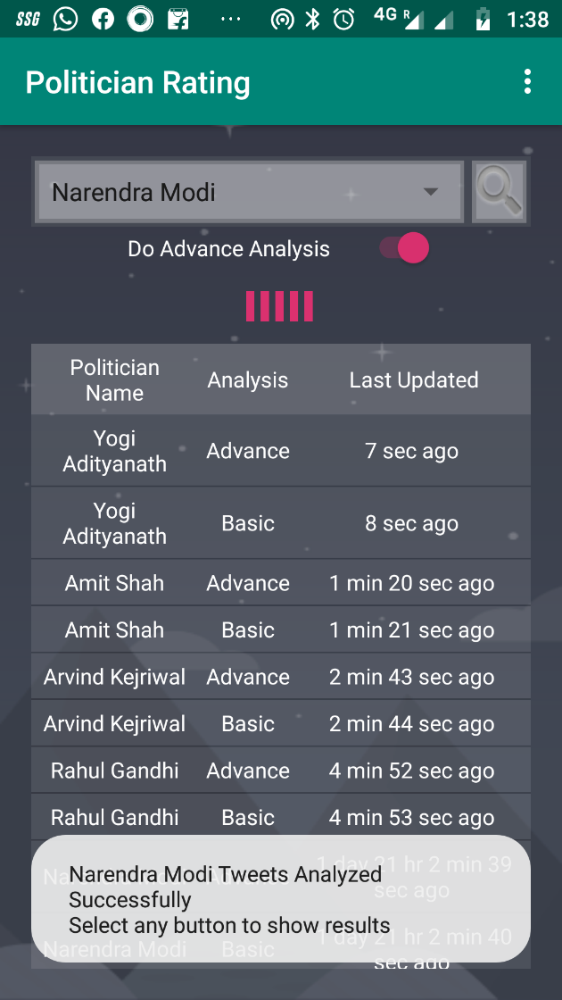 SSG
4G R
1:38
Politician Rating
Narendra Modi
Do Advance Analysis
Politician
Name
Analysis
Last Updated
Yogi
Adityanath
Advance
7 sec ago
Yogi
Adityanath
Basic
8 sec ago
Amit Shah
Advance
1 min 20 sec ago
Amit Shah
Basic
1 min 21 sec ago
Arvind Kejriwal
Advance
2 min 43 sec ago
Arvind Kejriwal
Basic
2 min 44 sec ago
Rahul Gandhi
Advance
4 min 52 sec ago
Rahul Gandhi
Basic
4 min 53 sec ago
1 day 21 hr 2 min 39
sec ago
Narendra Modi Tweets Analyzed
Successfully
Select any button to show results
Narendra Modi
Basic
1 day 21 hr 2 min 40
sec ago